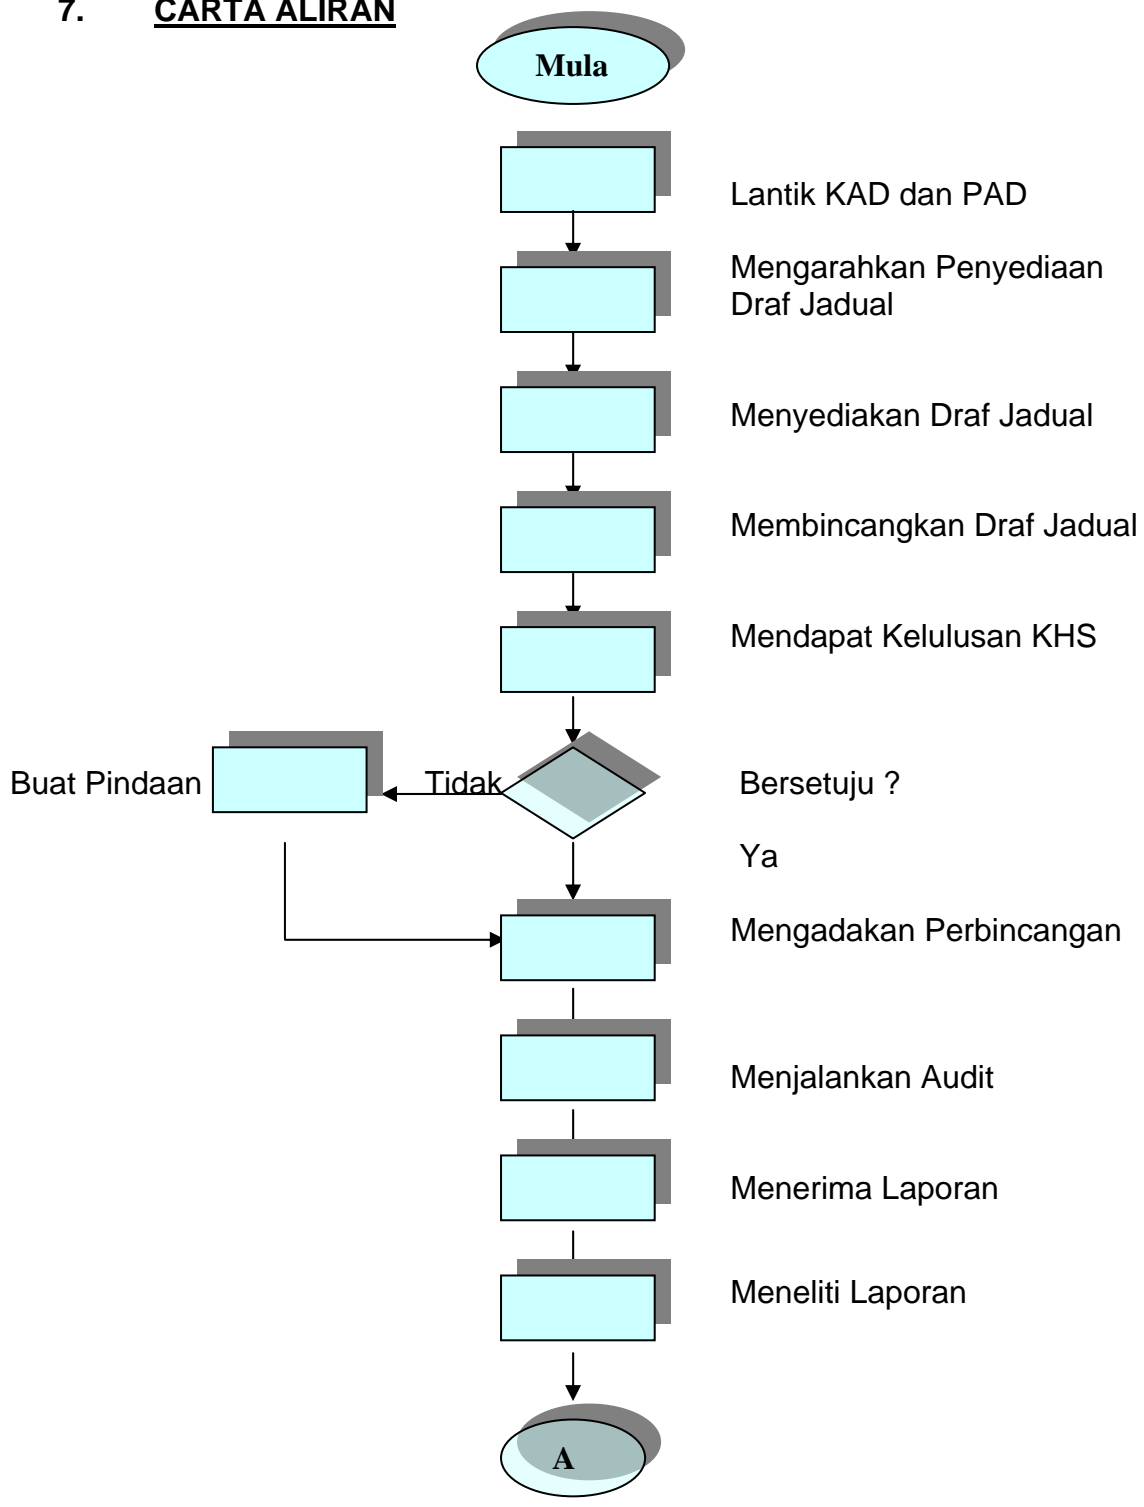 7. CARTA ALIRAN
Mula
Lantik KAD dan PAD
Mengarahkan Penyediaan
Draf Jadual
Menyediakan Draf Jadual
Membincangkan Draf Jadual
Mendapat Kelulusan KHS
Buat Pindaan
Tidak
Bersetuju ?
Ya
Mengadakan Perbincangan
Menjalankan Audit
Menerima Laporan
Meneliti Laporan
A